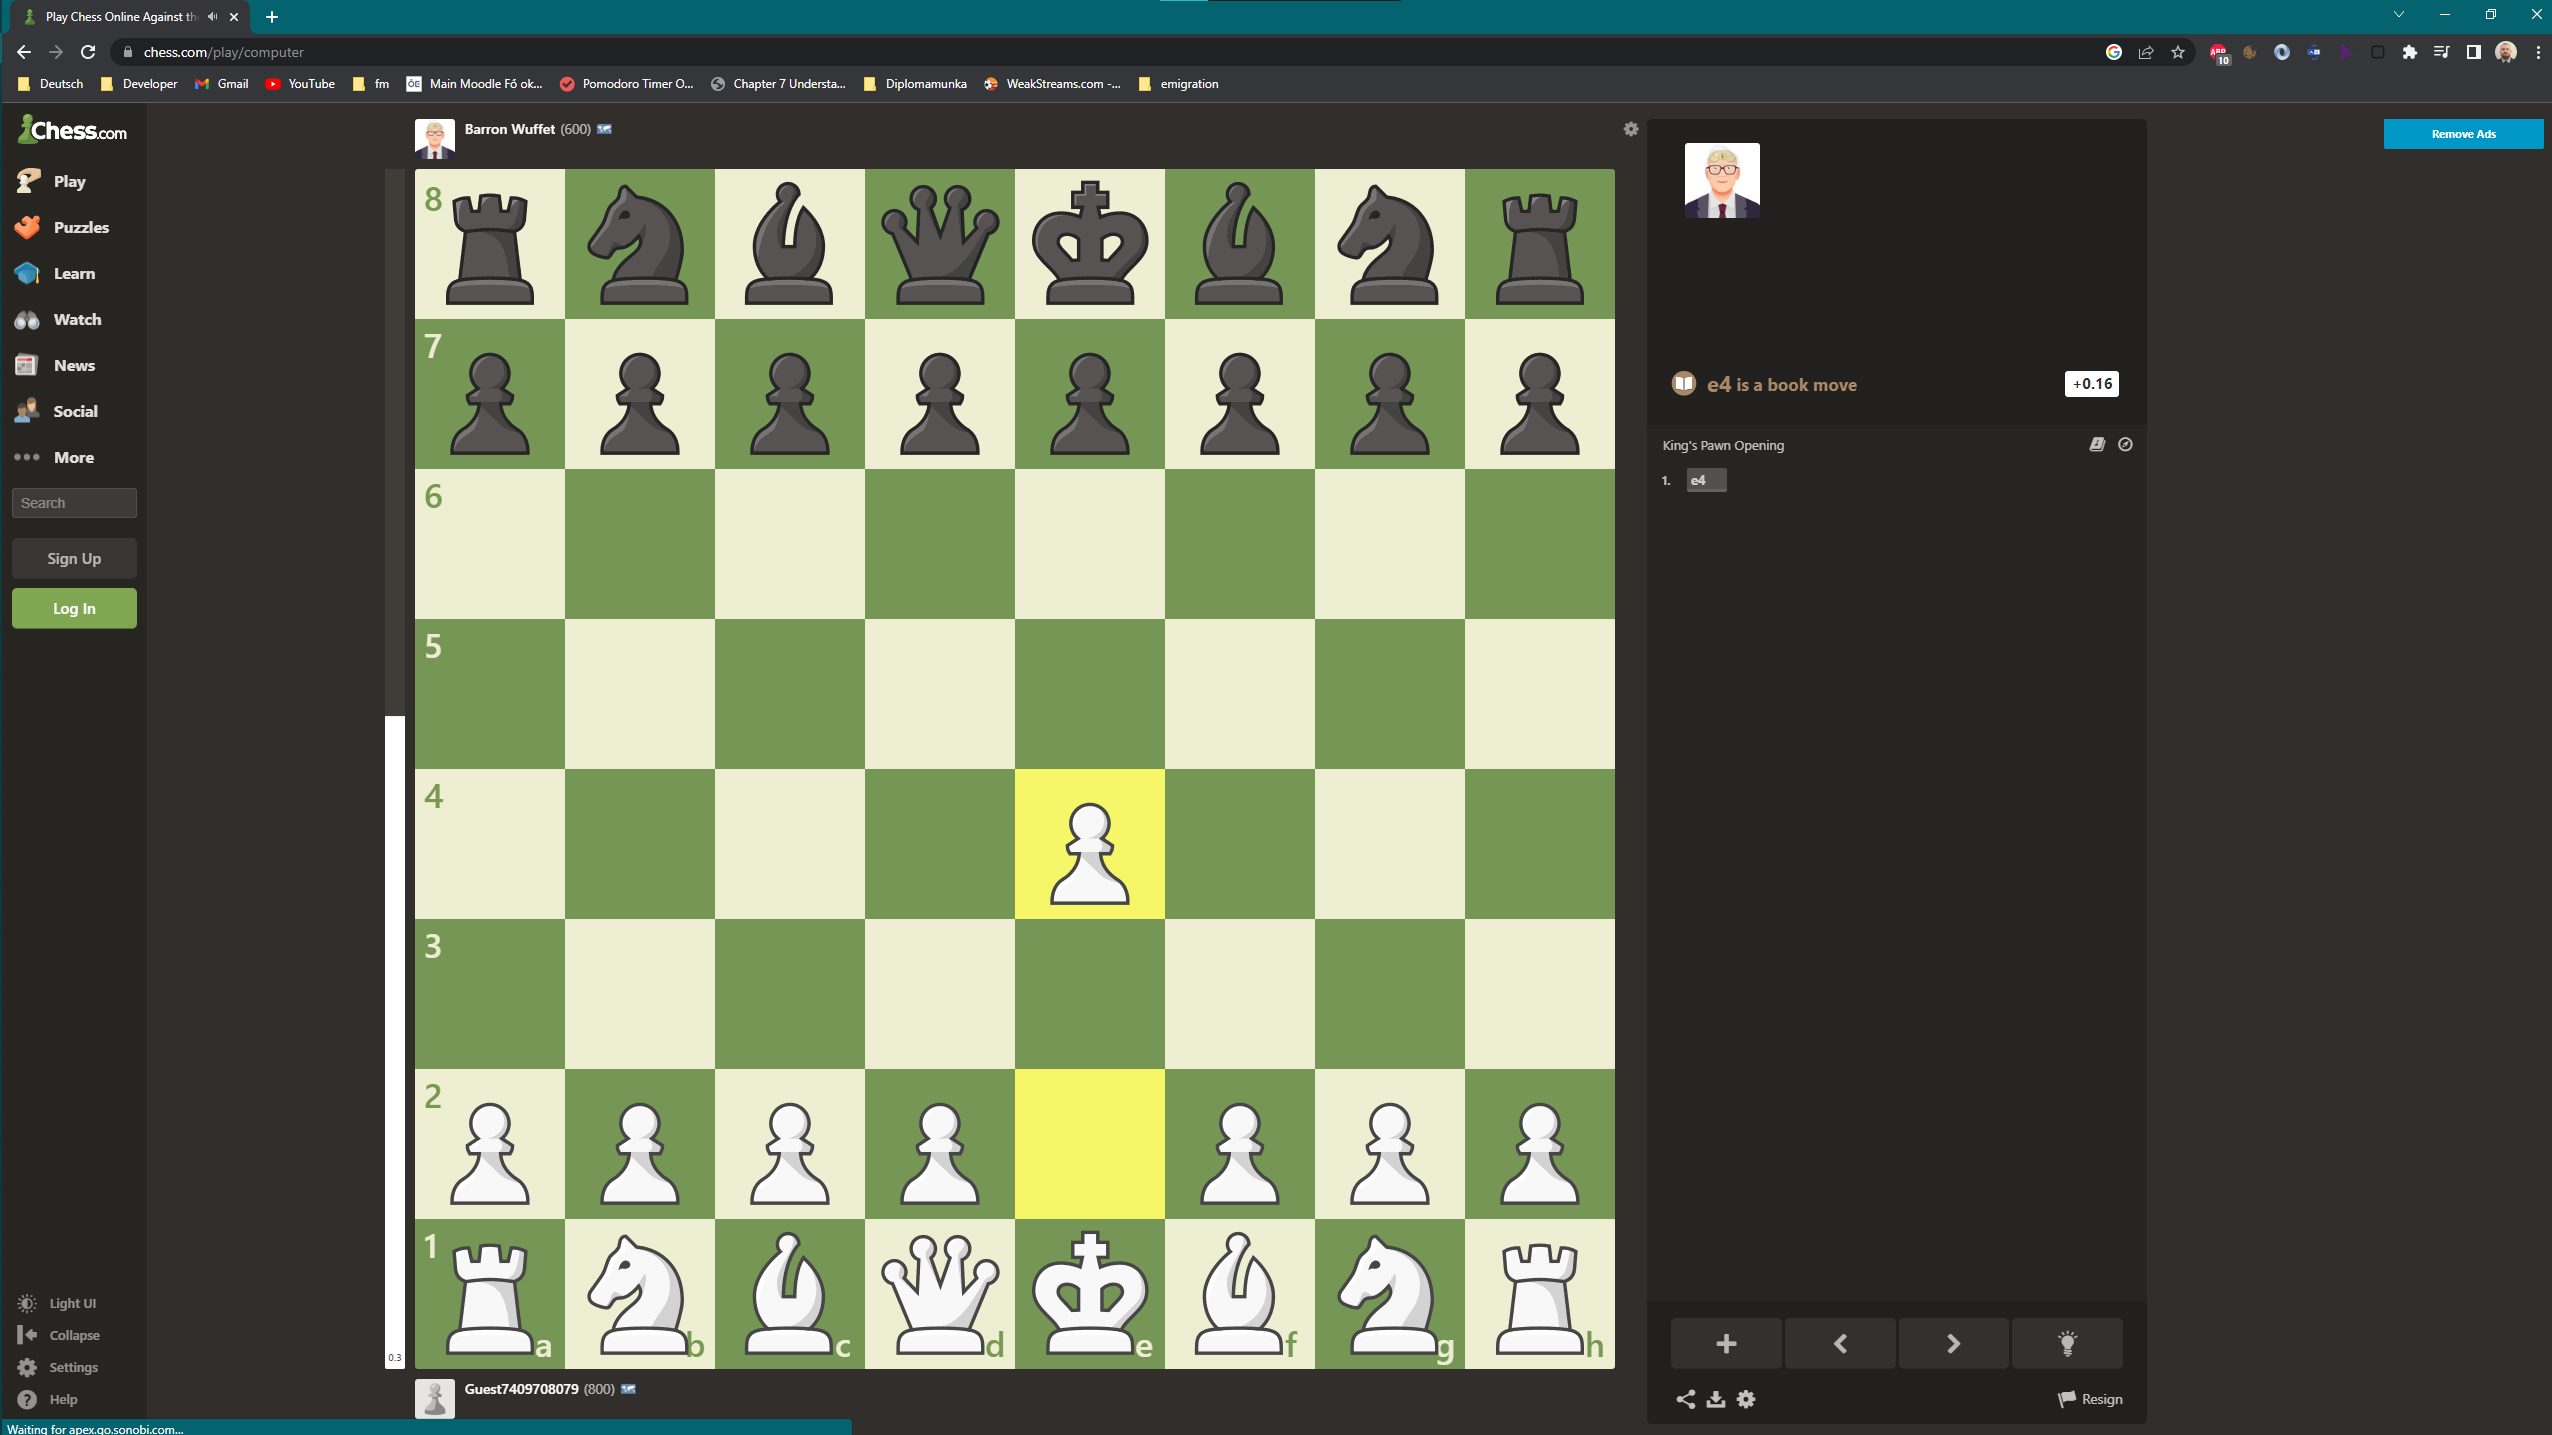 Play Chess Online Against th
chess.com/play/computer
10
Deutsch
Developer
Gmail
YouTube
fm
ŐE
Main Moodle Fő ok...
Pomodoro Timer O...
Chapter 7 Understa...
Diplomamunka
WeakStreams.com -...
emigration
Chess.com
Play
Puzzles
Learn
Watch
News
Social
More
Search
Sign Up
Log In
Light UI
Collapse
Settings
Help
Waiting for apex.go.sonobi.com...
Barron Wuffet (600)
8
7
6
5
4
3
2
1
a b c d e f g h
0.3
Guest7409708079 (800)
e4 is a book move
+0.16
King's Pawn Opening
1. e4
Resign
Remove Ads